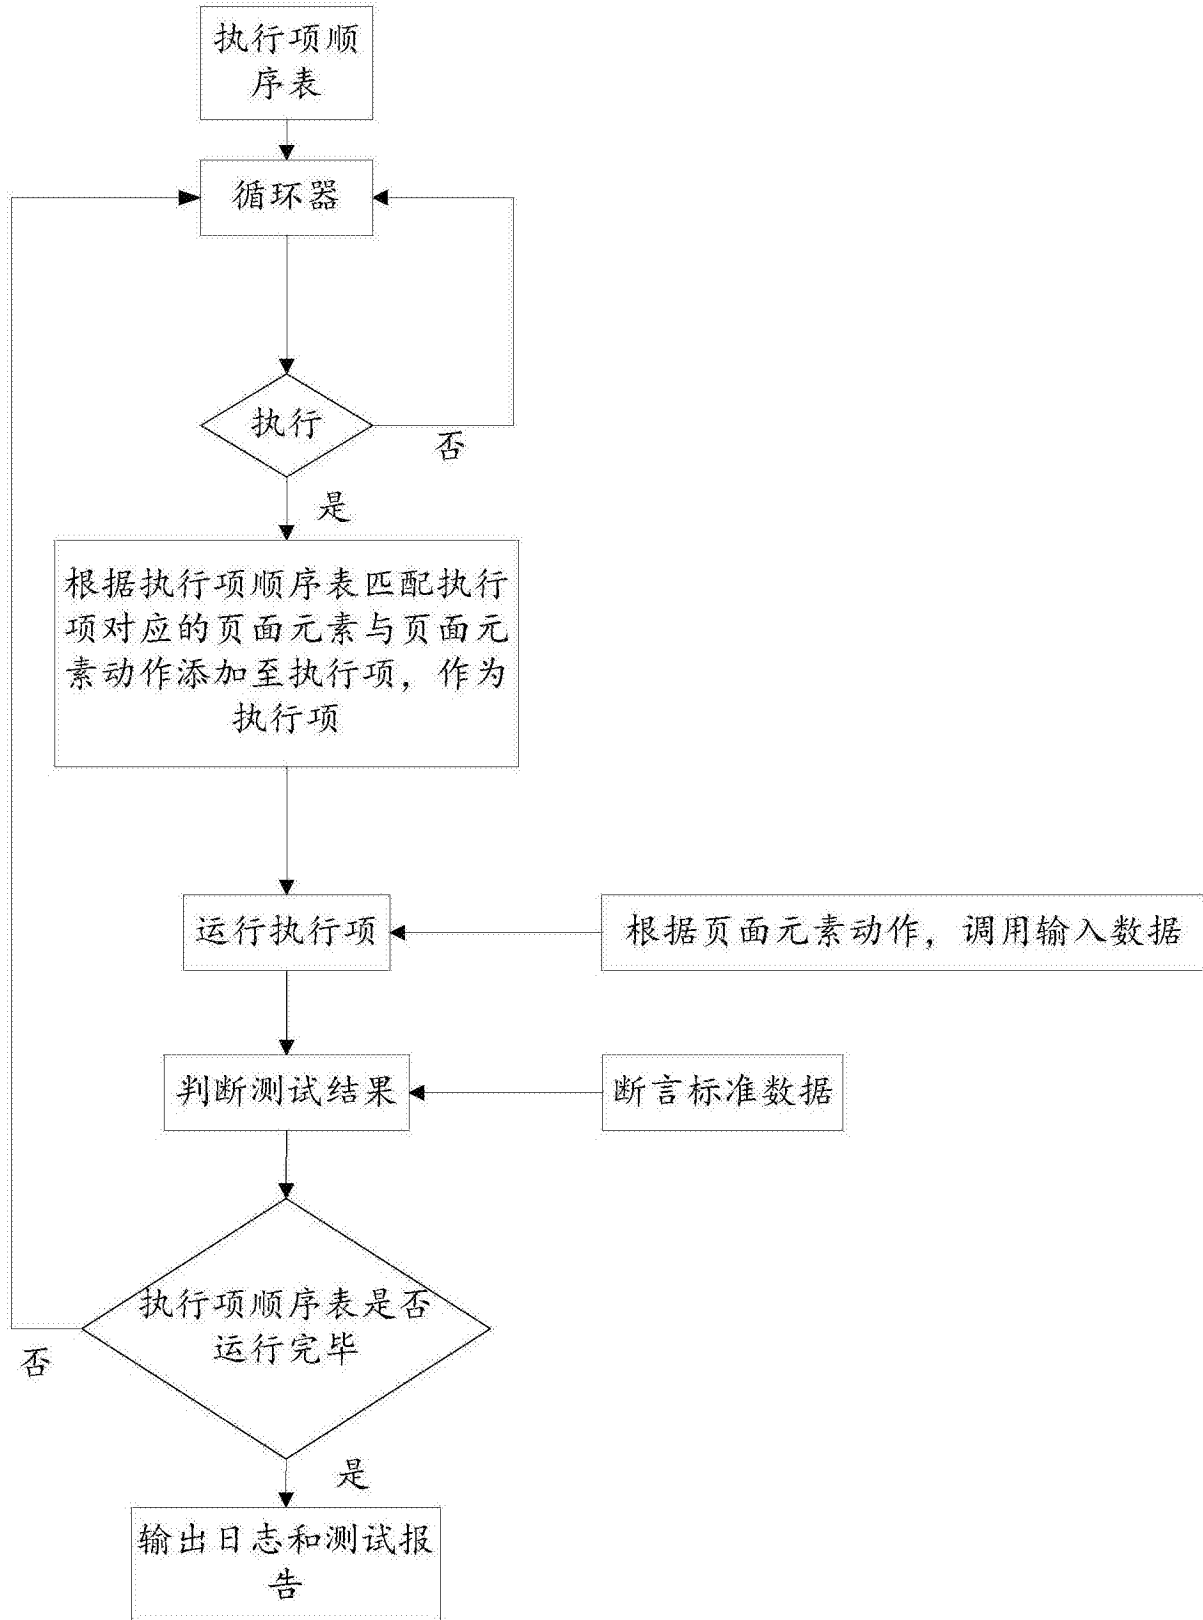 执行项顺
序表
循环器
执行
否
是
根据执行项顺序表匹配执行
项对应的页面元素与页面元
素动作添加至执行项，作为
执行项
运行执行项
根据页面元素动作，调用输入数据
判断测试结果
断言标准数据
执行项顺序表是否
运行完毕
否
是
输出日志和测试报
告